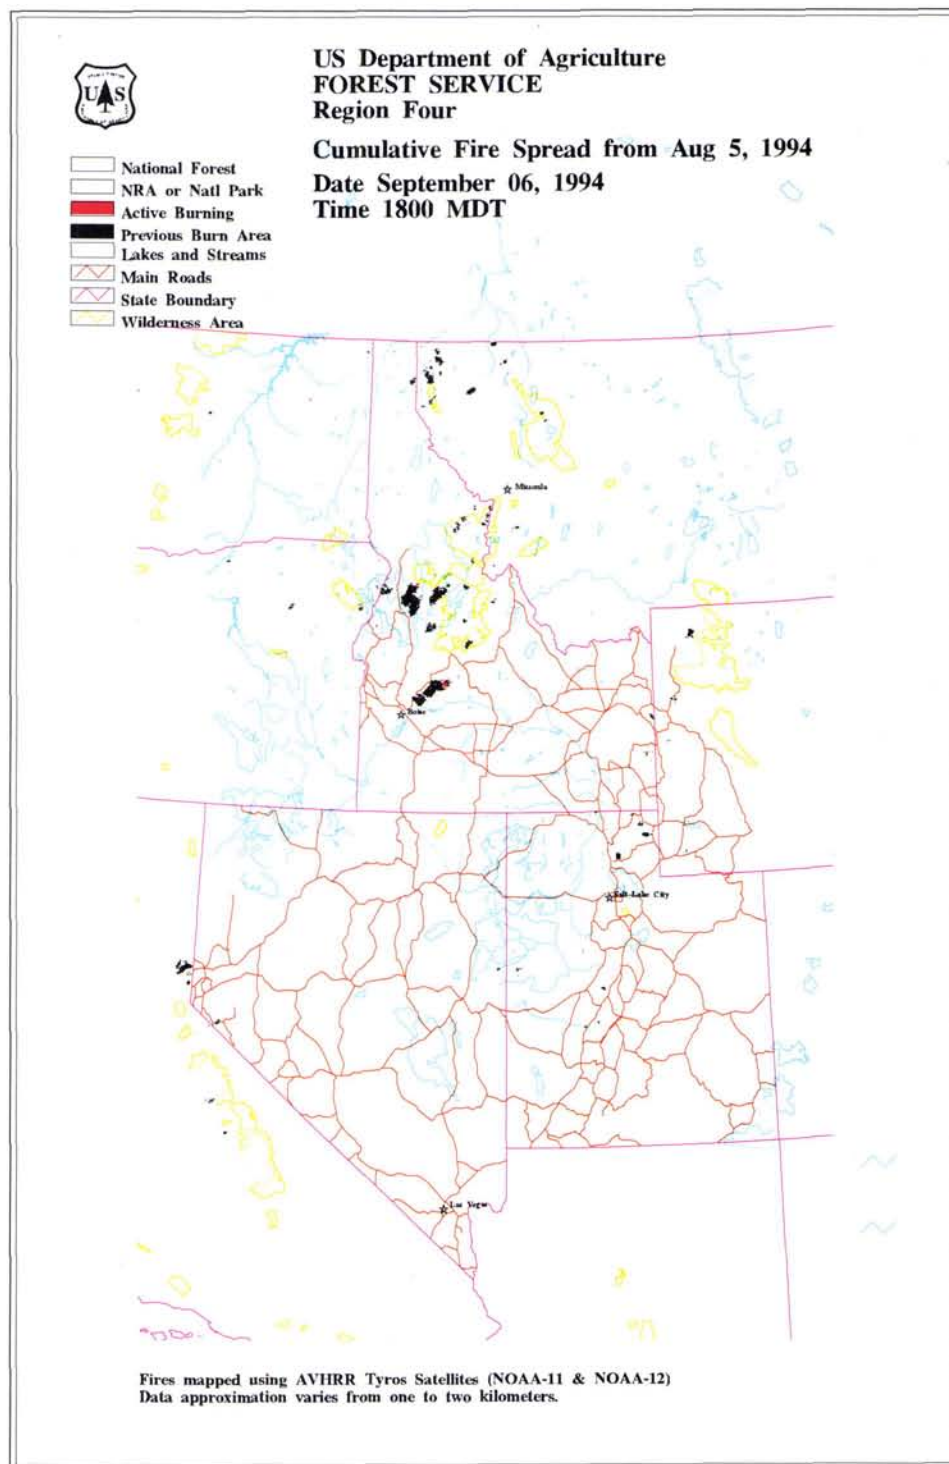 US Department of Agriculture
FOREST SERVICE
Region Four
Cumulative Fire Spread from Aug 5, 1994
Date September 06, 1994
Time 1800 MDT
U S
National Forest
NRA or Natl Park
Active Burning
Previous Burn Area
Lakes and Streams
Main Roads
State Boundary
Wilderness Area
Missoula
Boise
Salt Lake City
Las Vegas
Fires mapped using AVHRR Tyros Satellites (NOAA-11 & NOAA-12)
Data approximation varies from one to two kilometers.